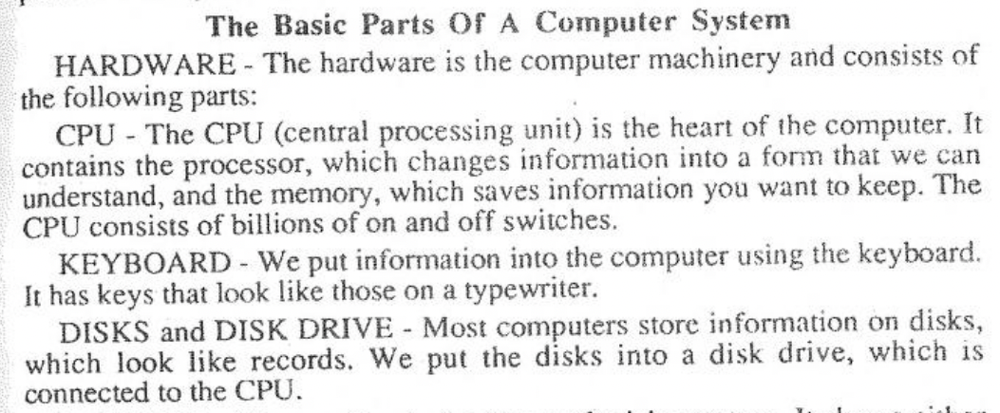 The Basic Parts Of A Computer System
HARDWARE - The hardware is the computer machinery and consists of
the following parts:
CPU - The CPU (central processing unit) is the heart of the computer. It
contains the processor, which changes information into a form that we can
understand, and the memory, which saves information you want to keep. The
CPU consists of billions of on and off switches.
KEYBOARD - We put information into the computer using the keyboard.
It has keys that look like those on a typewriter.
DISKS and DISK DRIVE - Most computers store information on disks,
which look like records. We put the disks into a disk drive, which is
connected to the CPU.